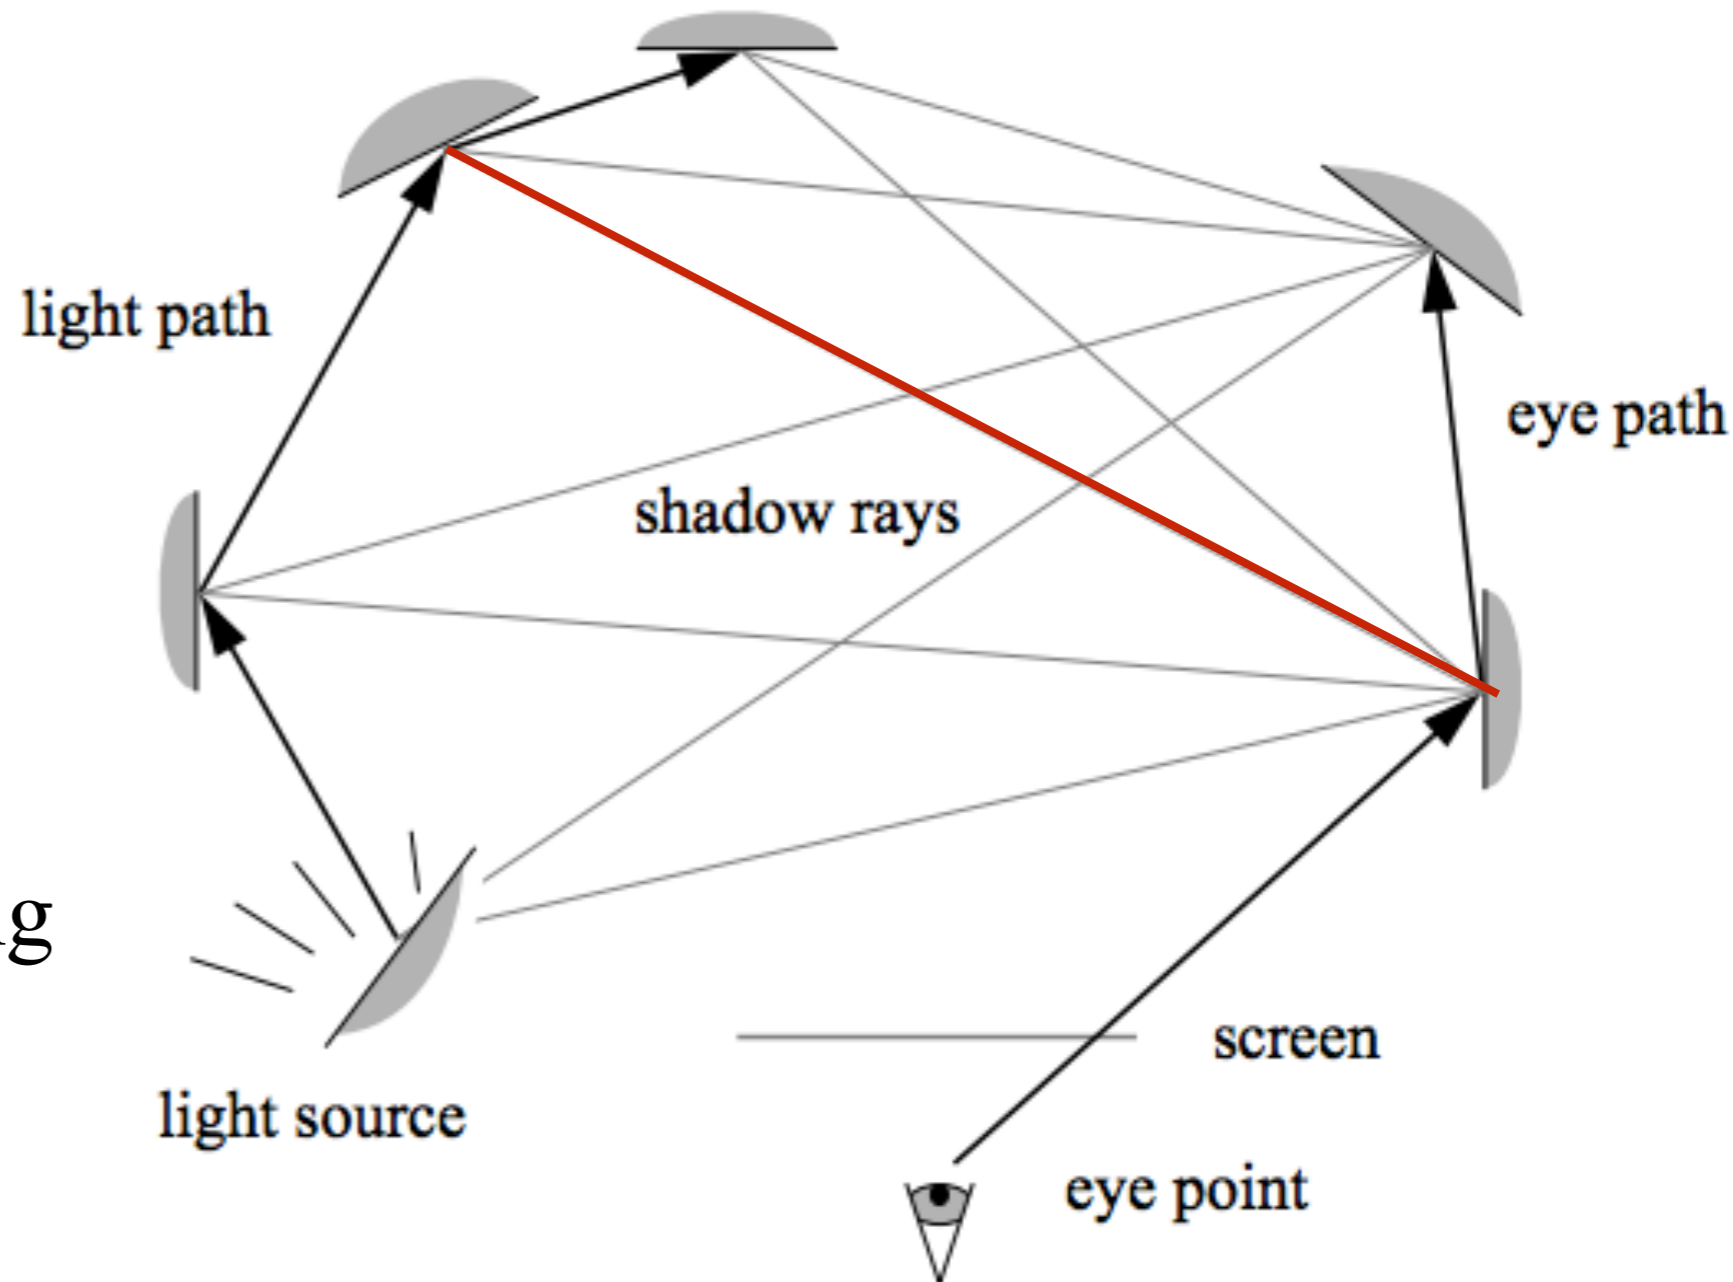 light path
eye path
shadow rays
screen
light source
eye point